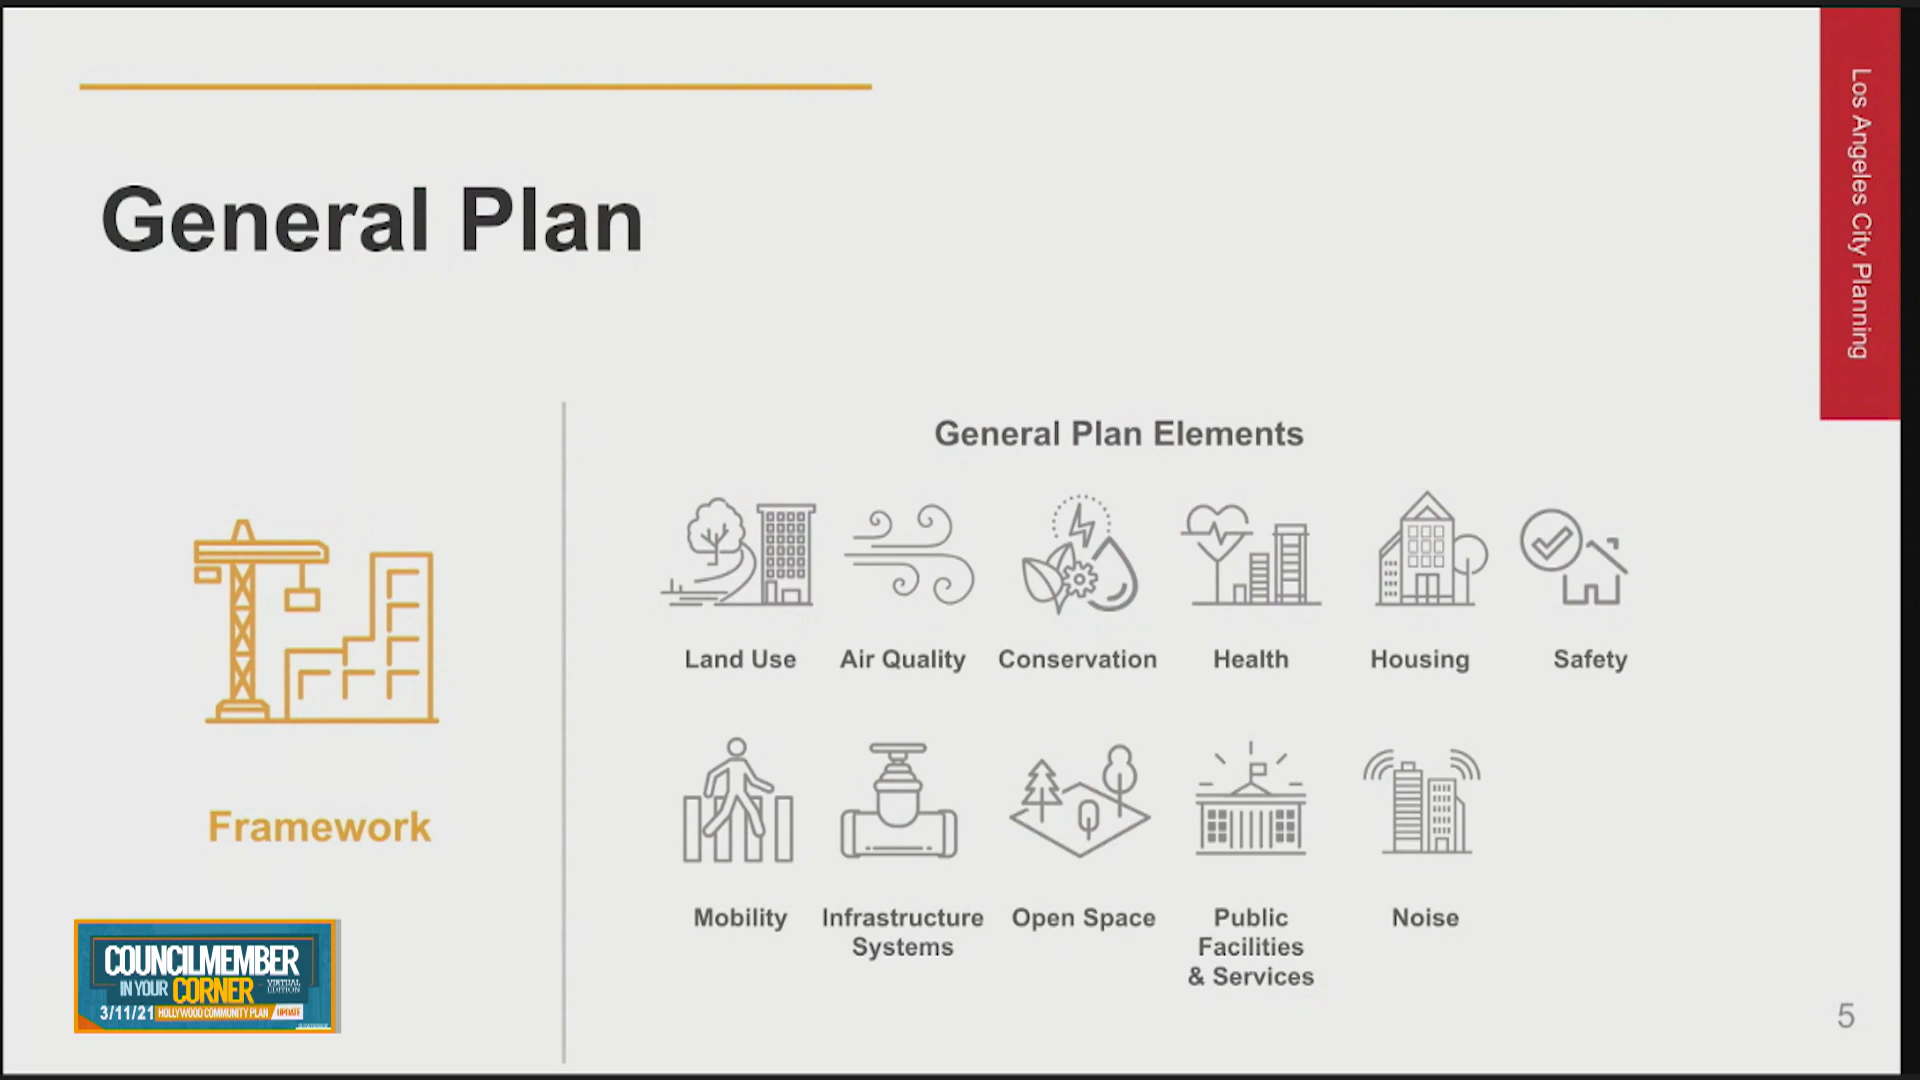 Los Angeles City Planning
General Plan
General Plan Elements
Land Use
Air Quality
Conservation
Health
Housing
Safety
Framework
Mobility
Infrastructure
Systems
Open Space
Public
Facilities
& Services
Noise
COUNCILMEMBER
IN YOUR CORNER VIRTUAL
EDITION
3/11/21 HOLLYWOOD COMMUNITY PLAN UPDATE
5